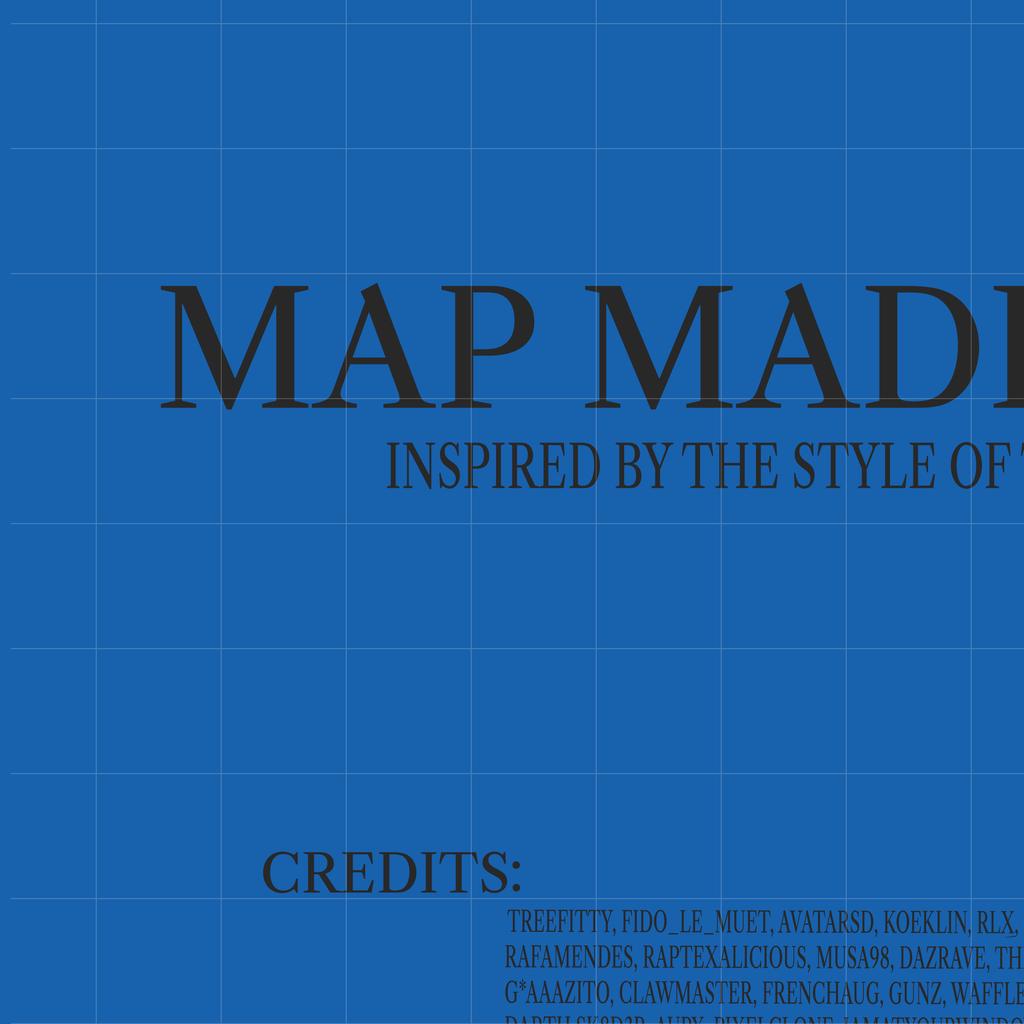 MAP MADE
INSPIRED BY THE STYLE OF
CREDITS:
TREEFITTY, FIDO_LE_MUET, AVATARSD, KOEKLIN, RLX,
RAFAMENDES, RAPTEXALICIOUS, MUSA98, DAZRAVE, TH
G*AAAZITO, CLAWMASTER, FRENCHAUG, GUNZ, WAFFLE